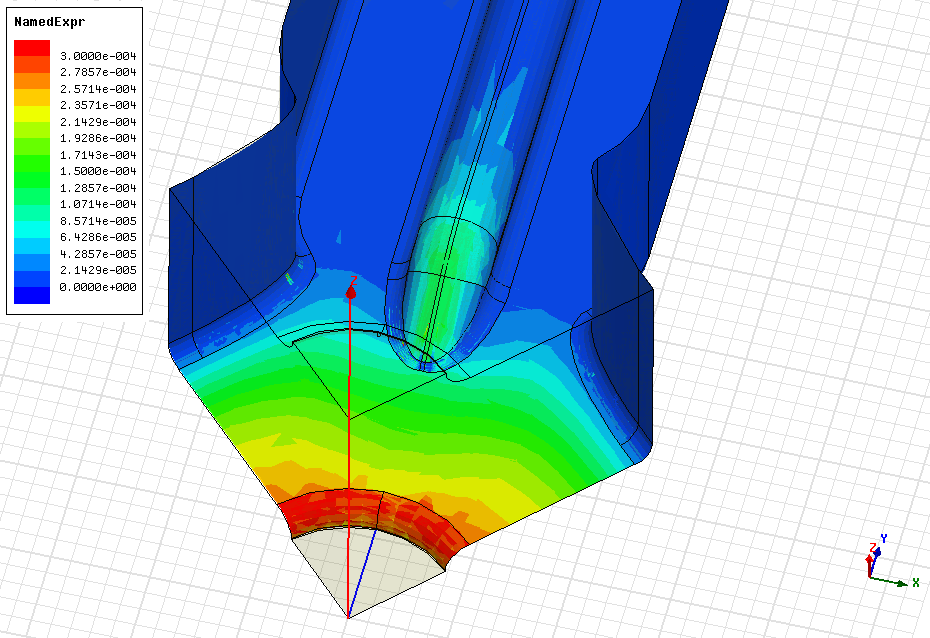 NamedExpr
3.0000e-004
2.7857e-004
2.5714e-004
2.3571e-004
2.1429e-004
1.9286e-004
1.7143e-004
1.5000e-004
1.2857e-004
1.0714e-004
8.5714e-005
6.4286e-005
4.2857e-005
2.1429e-005
0.0000e+000
Z
Z
Y
X